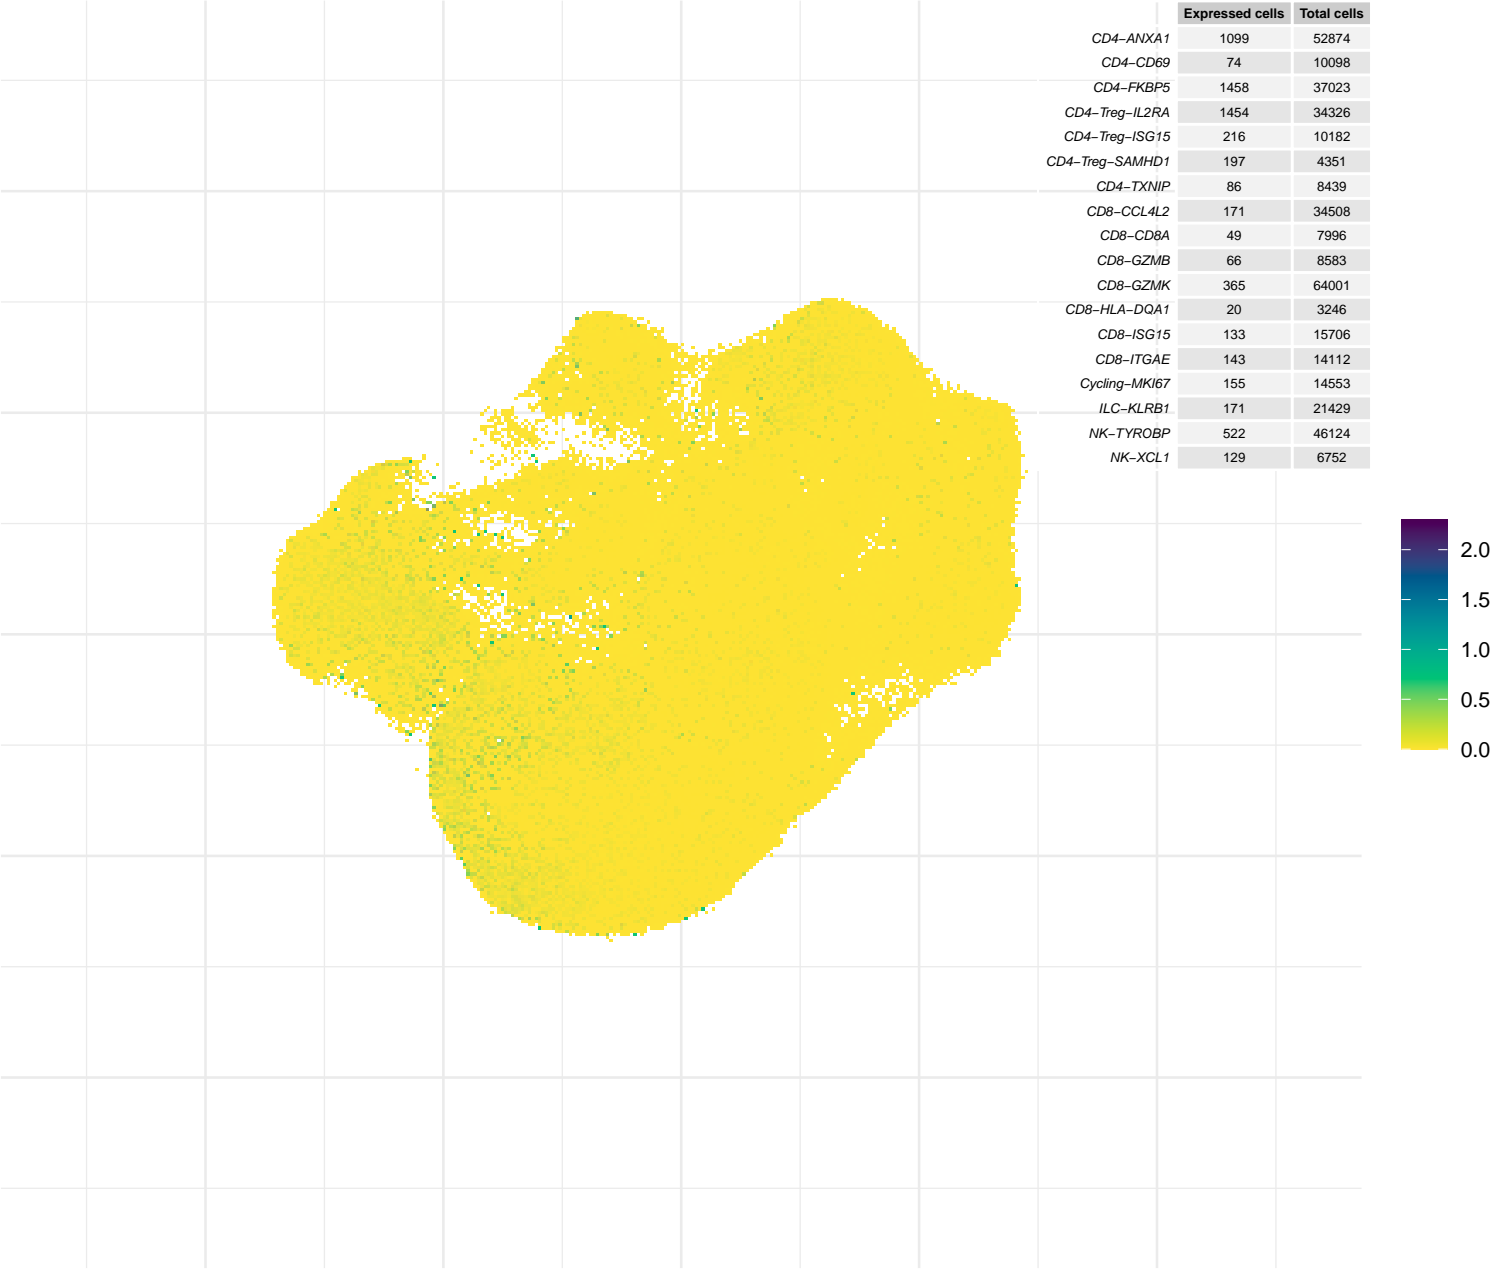 Expressed cells Total cells
CD4−ANXA1 1099 52874
CD4−CD69 74 10098
CD4−FKBP5 1458 37023
CD4−Treg−IL2RA 1454 34326
CD4−Treg−ISG15 216 10182
CD4−Treg−SAMHD1 197 4351
CD4−TXNIP 86 8439
CD8−CCL4L2 171 34508
CD8−CD8A 49 7996
CD8−GZMB 66 8583
CD8−GZMK 365 64001
CD8−HLA−DQA1 20 3246
CD8−ISG15 133 15706
CD8−ITGAE 143 14112
Cycling−MKI67 155 14553
ILC−KLRB1 171 21429
NK−TYROBP 522 46124
NK−XCL1 129 6752
2.0
1.5
1.0
0.5
0.0